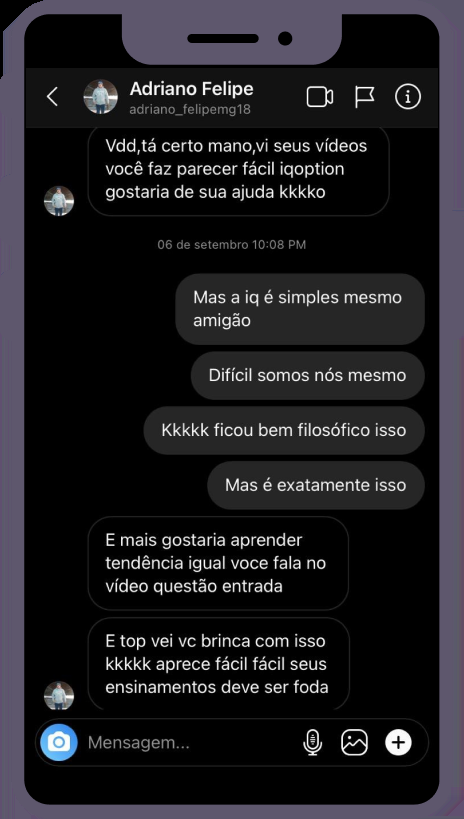 Adriano Felipe
adriano_felipemg18
Vdd,tá certo mano,vi seus vídeos
você faz parecer fácil iqoption
gostaria de sua ajuda kkkko
06 de setembro 10:08 PM
Mas a iq é simples mesmo
amigão
Difícil somos nós mesmo
Kkkkk ficou bem filosófico isso
Mas é exatamente isso
E mais gostaria aprender
tendência igual voce fala no
vídeo questão entrada
E top vei vc brinca com isso
kkkkk aprece fácil fácil seus
ensinamentos deve ser foda
Mensagem...